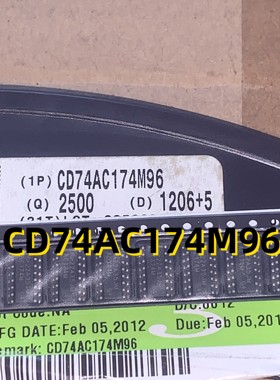 (1P) CD74AC174M96
(Q) 2500 (D) 1206+5
CD74AC174M96
FG DATE:Feb 05,2012
Due:Feb 05,201
emark: CD74AC174M96